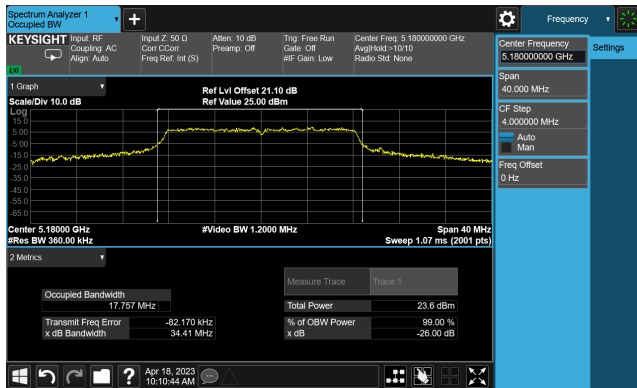 Spectrum Analyzer 1
Occupied BW
Frequency
KEYSIGHT Input: RF
Coupling: AC
Align: Auto
Input Z: 50 Ω
Corr CCorr
Freq Ref: Int (S)
Atten: 10 dB
Preamp: Off
Trig: Free Run
Gate: Off
#IF Gain: Low
Center Freq: 5.180000000 GHz
Avg|Hold:>10/10
Radio Std: None
LXI
Center Frequency
5.180000000 GHz
Settings
Span
40.000 MHz
CF Step
4.000000 MHz
Auto
Man
Freq Offset
0 Hz
1 Graph
Scale/Div 10.0 dB
Ref Lvl Offset 21.10 dB
Ref Value 25.00 dBm
Log
15.0
5.00
-5.00
-15.0
-25.0
-35.0
-45.0
-55.0
-65.0
Center 5.18000 GHz
#Res BW 360.00 kHz
#Video BW 1.2000 MHz
Span 40 MHz
Sweep 1.07 ms (2001 pts)
2 Metrics
Measure Trace
Trace 1
Occupied Bandwidth
17.757 MHz
Total Power 23.6 dBm
Transmit Freq Error -82.170 kHz
% of OBW Power 99.00 %
x dB Bandwidth 34.41 MHz
x dB -26.00 dB
Apr 18, 2023
10:10:44 AM